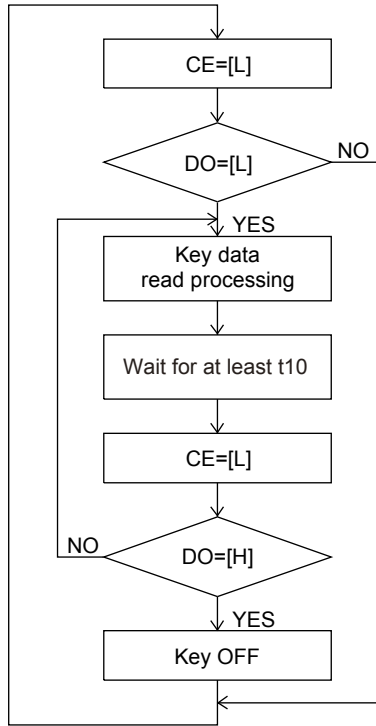 CE=[L]
DO=[L]
NO
YES
Key data
read processing
Wait for at least t10
CE=[L]
DO=[H]
NO
YES
Key OFF